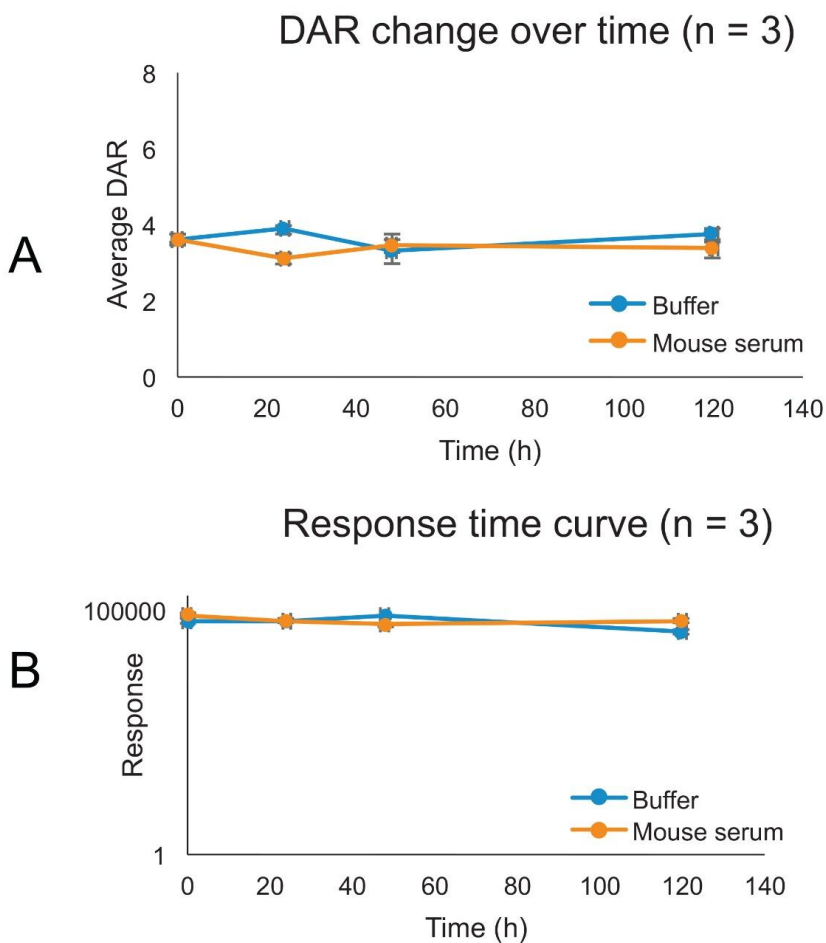 DAR change over time (n = 3)
A
Average DAR
8
6
4
2
0
Buffer
Mouse serum
0 20 40 60 80 100 120 140
Time (h)
Response time curve (n = 3)
B
Response
100000
1
Buffer
Mouse serum
0 20 40 60 80 100 120 140
Time (h)